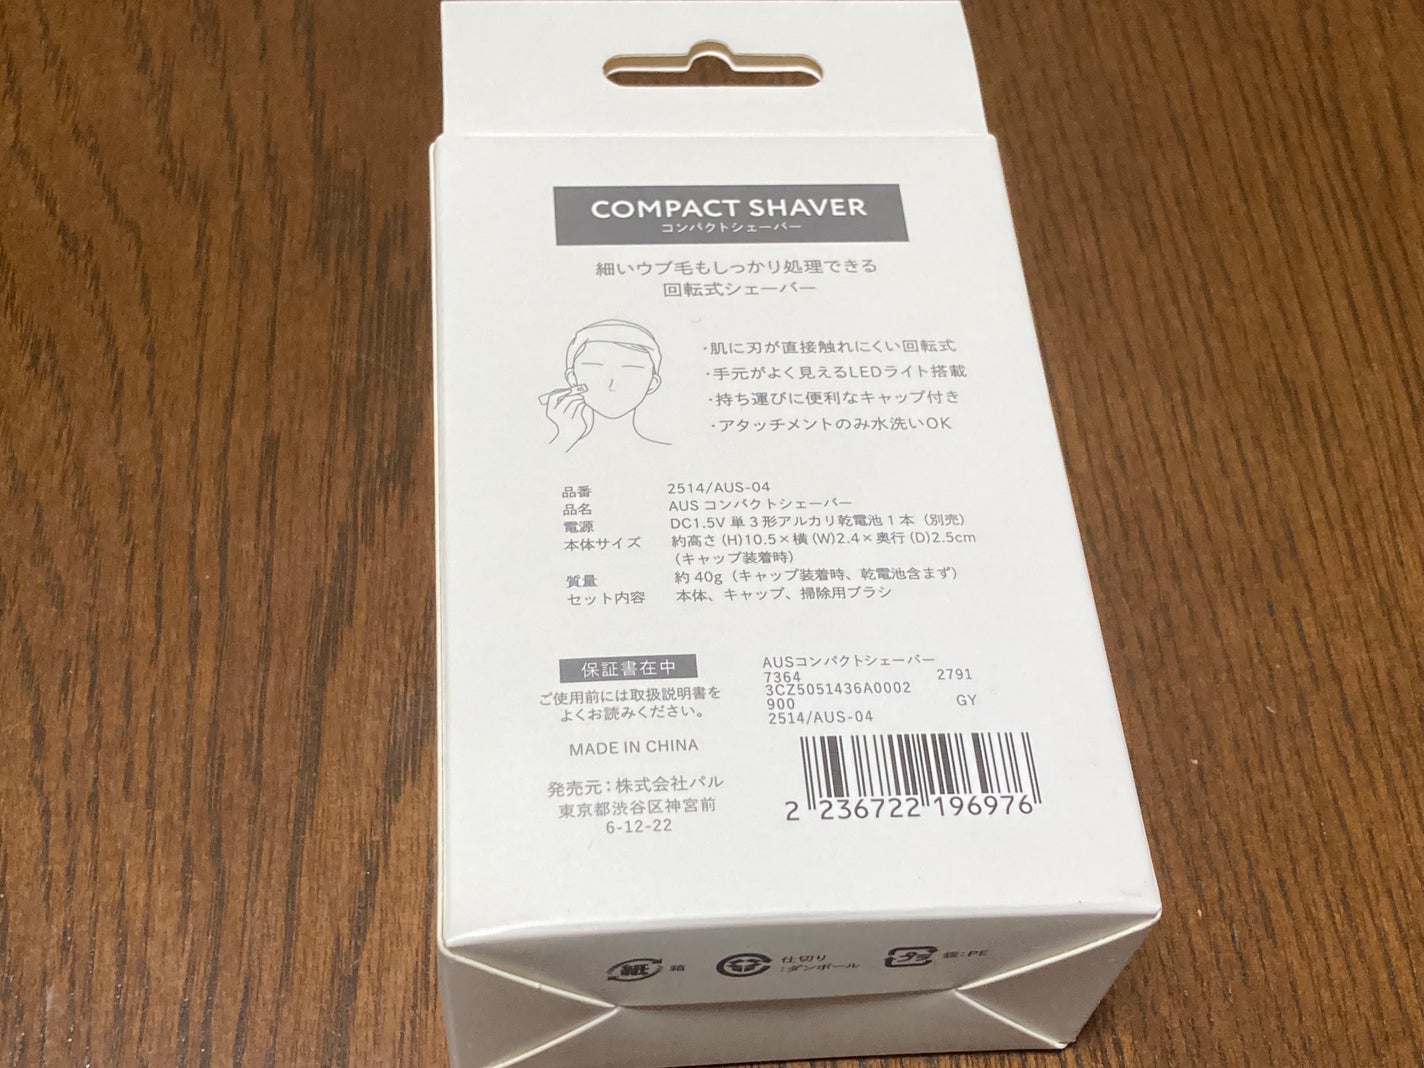 COMPACT SHAVER
コンパクトシェーバー
細いウブ毛もしっかり処理できる
回転式シェーバー
・肌に刃が直接触れにくい回転式
・手元がよく見えるLEDライト搭載
・持ち運びに便利なキャップ付き
・アタッチメントのみ水洗いOK
品番 2514/AUS-04
品名 AUS コンパクトシェーバー
電源 DC1.5V 単3形アルカリ乾電池1本（別売）
本体サイズ 約高さ(H)10.5×横(W)2.4×奥行(D)2.5cm
（キャップ装着時）
質量 約40g（キャップ装着時、乾電池含まず）
セット内容 本体、キャップ、掃除用ブラシ
保証書在中
ご使用前には取扱説明書を
よくお読みください。
MADE IN CHINA
発売元：株式会社パル
東京都渋谷区神宮前
6-12-22
AUSコンパクトシェーバー
7364 2791
3CZ5051436A0002
900 GY
2514/AUS-04
2 236722 196976
紙 箱
仕切り
：ダンボール
プラ 袋：PE